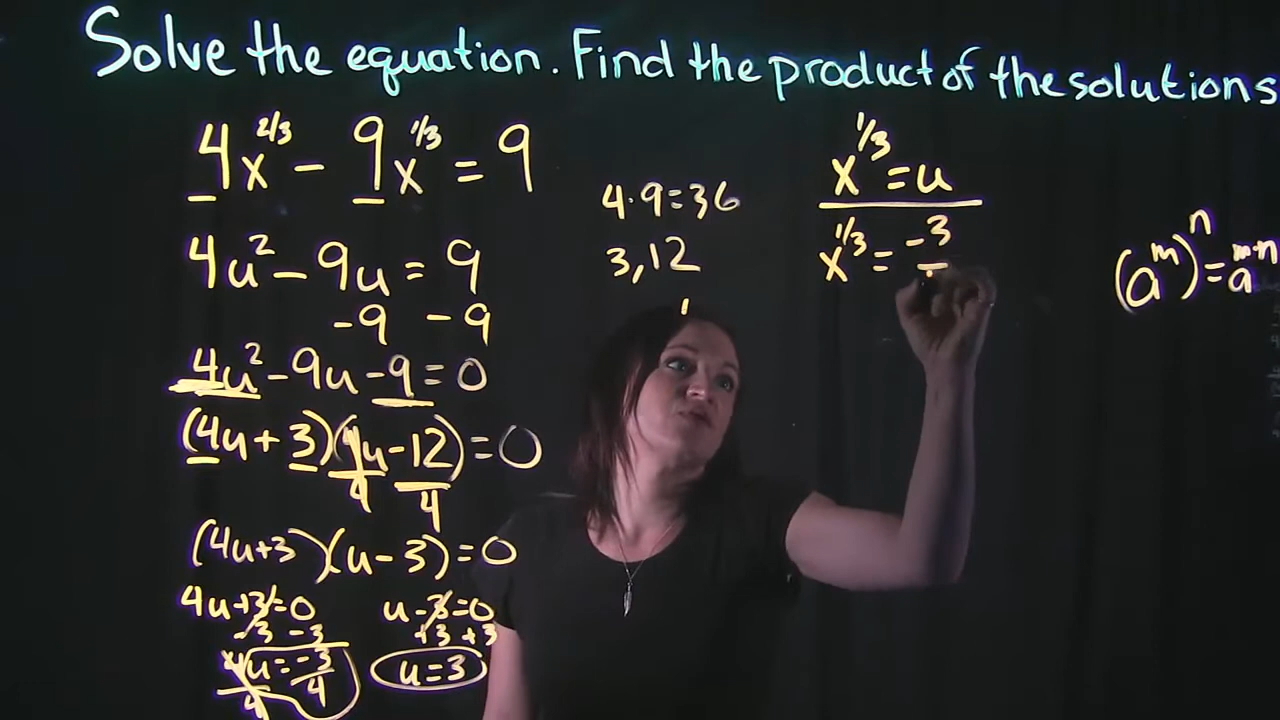 Solve the equation. Find the product of the solutions
4x^2/3 - 9x^1/3 = 9
4u² - 9u = 9
-9 -9
4u² - 9u - 9 = 0
(4u + 3)(4u - 12) = 0
4 4
(4u+3)(u - 3) = 0
4u+3=0
-3 -3
4u = -3
4 4
u - 3 = 0
+3 +3
u = 3
4·9=36
3,12
x^1/3 = u
x^1/3 = -3
(a^m)^n = a^m·n